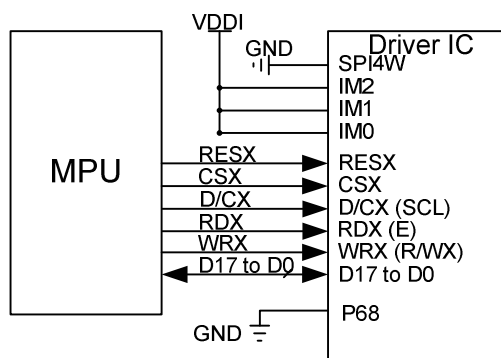 VDDI
GND
Driver IC
SPI4W
IM2
IM1
IM0
MPU
RESX
RESX
CSX
CSX
D/CX
D/CX (SCL)
RDX
RDX (E)
WRX
WRX (R/WX)
D17 to D0
D17 to D0
P68
GND